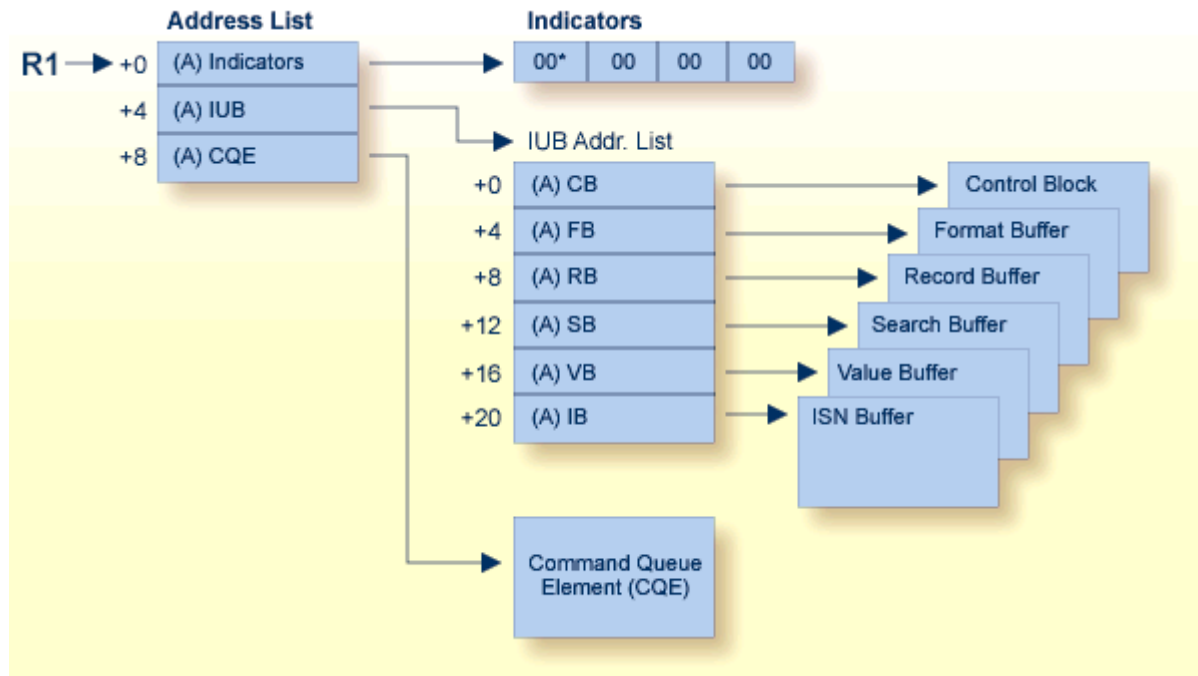 Address List
Indicators
R1
+0
(A) Indicators
00*
00
00
00
+4
(A) IUB
+8
(A) CQE
IUB Addr. List
+0
(A) CB
Control Block
+4
(A) FB
Format Buffer
+8
(A) RB
Record Buffer
+12
(A) SB
Search Buffer
+16
(A) VB
Value Buffer
+20
(A) IB
ISN Buffer
Command Queue
Element (CQE)